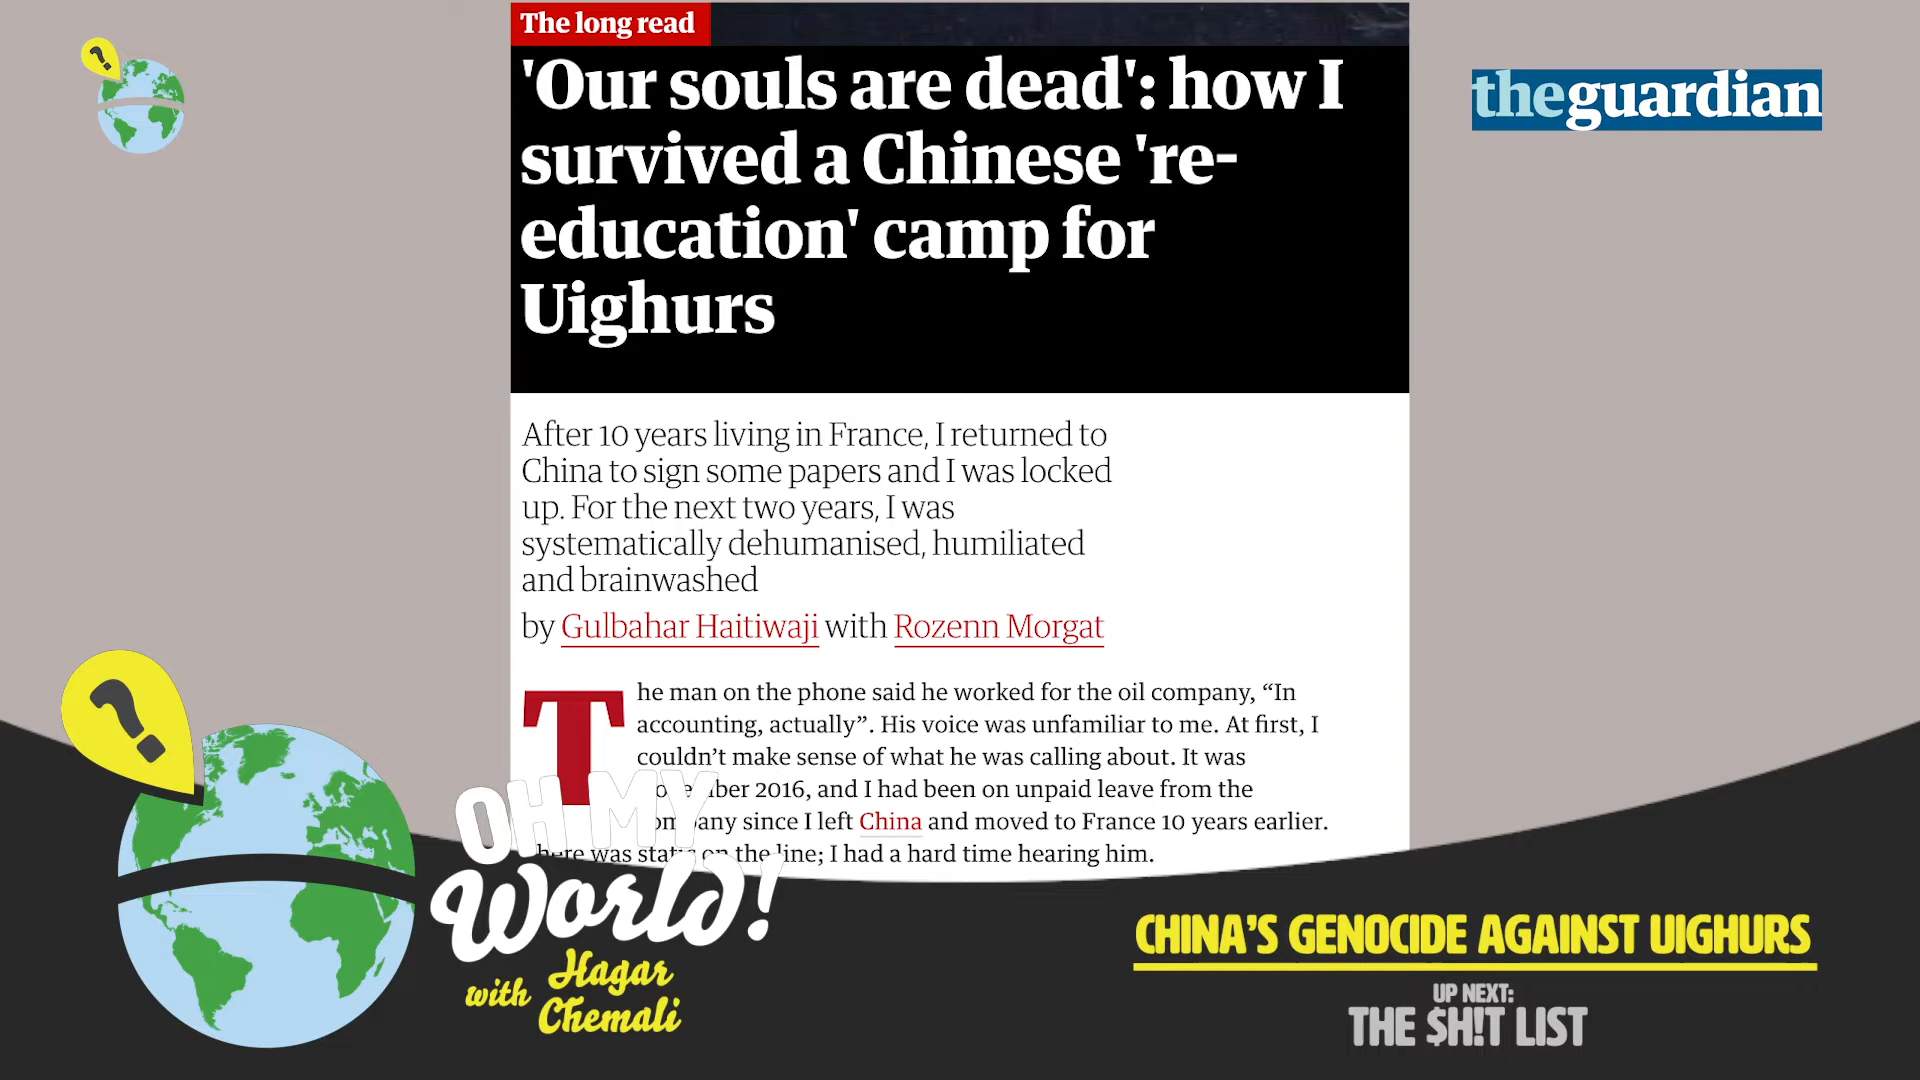 The long read
'Our souls are dead': how I
survived a Chinese 're-
education' camp for
Uighurs
theguardian
After 10 years living in France, I returned to
China to sign some papers and I was locked
up. For the next two years, I was
systematically dehumanised, humiliated
and brainwashed
by Gulbahar Haitiwaji with Rozenn Morgat
The man on the phone said he worked for the oil company, “In
accounting, actually”. His voice was unfamiliar to me. At first, I
couldn’t make sense of what he was calling about. It was
2016, and I had been on unpaid leave from the
since I left China and moved to France 10 years earlier.
was on the line; I had a hard time hearing him.
?
?
OH MY
World!
with Hagar
Chemali
CHINA'S GENOCIDE AGAINST UIGHURS
UP NEXT:
THE $H!T LIST